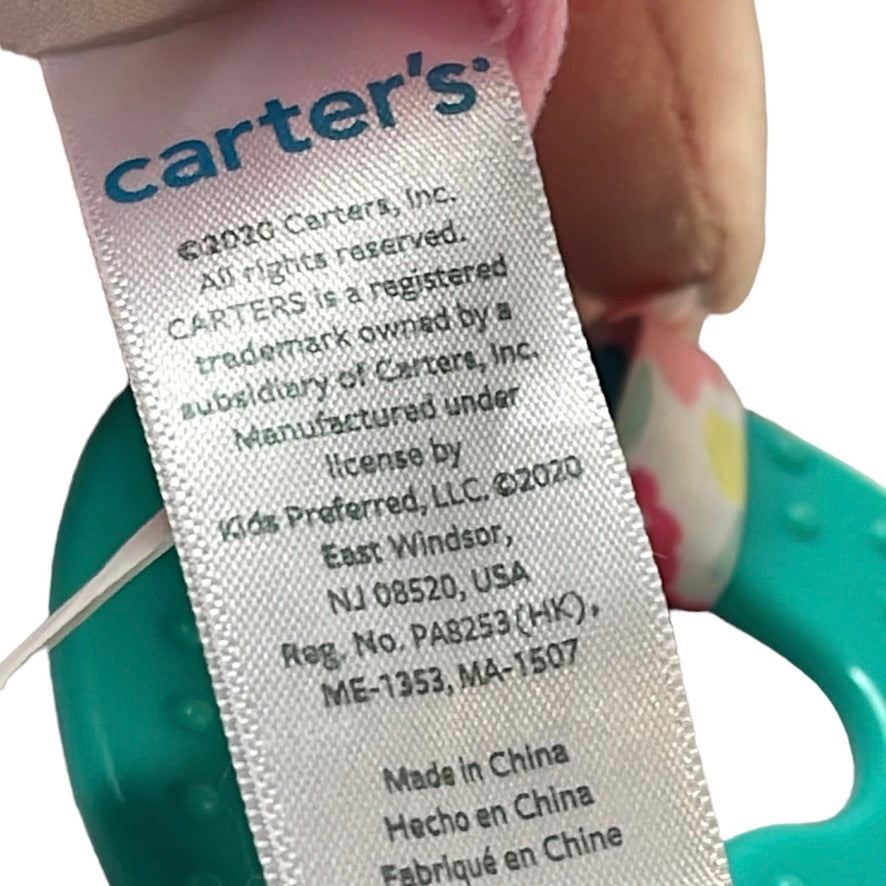 carter's
©2020 Carters, Inc.
All rights reserved.
CARTERS is a registered
trademark owned by a
subsidiary of Carters, Inc.
Manufactured under
license by
Kids Preferred, LLC. ©2020
East Windsor,
NJ 08520, USA
Reg. No. PA8253 (HK),
ME-1353, MA-1507
Made in China
Hecho en China
Fabriqué en Chine